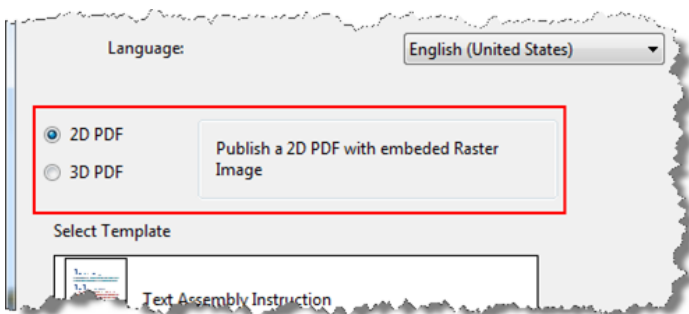 Language: English (United States)
2D PDF
3D PDF
Publish a 2D PDF with embeded Raster
Image
Select Template
Text Assembly Instruction